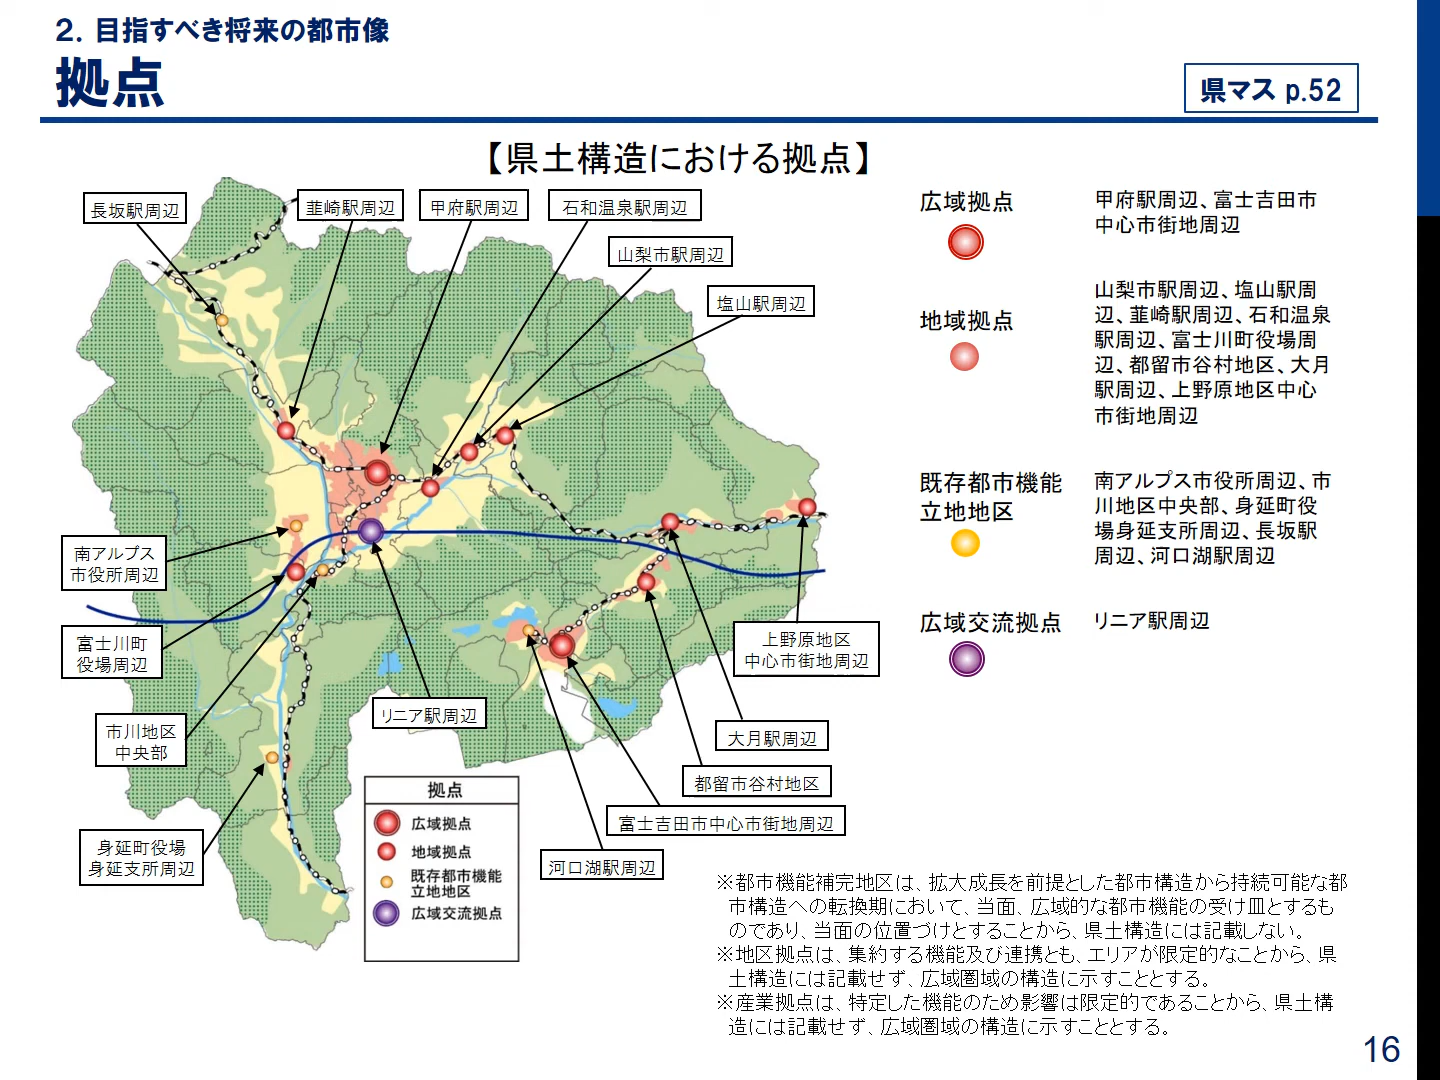 2. 目指すべき将来の都市像
拠点
県マス p.52
【県土構造における拠点】
長坂駅周辺
韮崎駅周辺
甲府駅周辺
石和温泉駅周辺
山梨市駅周辺
塩山駅周辺
南アルプス
市役所周辺
富士川町
役場周辺
市川地区
中央部
身延町役場
身延支所周辺
リニア駅周辺
上野原地区
中心市街地周辺
大月駅周辺
都留市谷村地区
富士吉田市中心市街地周辺
河口湖駅周辺
拠点
広域拠点
地域拠点
既存都市機能
立地地区
広域交流拠点
広域拠点
甲府駅周辺、富士吉田市
中心市街地周辺
地域拠点
山梨市駅周辺、塩山駅周
辺、韮崎駅周辺、石和温泉
駅周辺、富士川町役場周
辺、都留市谷村地区、大月
駅周辺、上野原地区中心
市街地周辺
既存都市機能
立地地区
南アルプス市役所周辺、市
川地区中央部、身延町役
場身延支所周辺、長坂駅
周辺、河口湖駅周辺
広域交流拠点
リニア駅周辺
※都市機能補完地区は、拡大成長を前提とした都市構造から持続可能な都
市構造への転換期において、当面、広域的な都市機能の受け皿とするも
のであり、当面の位置づけとすることから、県土構造には記載しない。
※地区拠点は、集約する機能及び連携とも、エリアが限定的なことから、県
土構造には記載せず、広域圏域の構造に示すこととする。
※産業拠点は、特定した機能のため影響は限定的であることから、県土構
造には記載せず、広域圏域の構造に示すこととする。
16